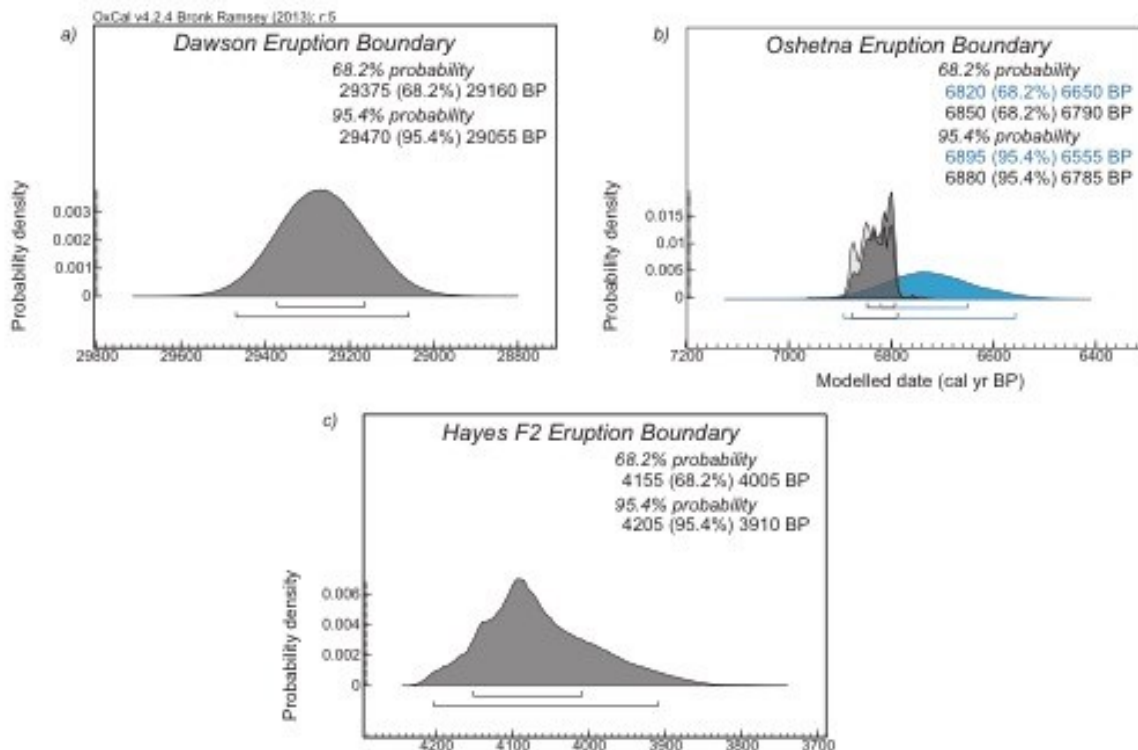 OxCal v4.2.4 Bronk Ramsey (2013); r:5
a)
Dawson Eruption Boundary
68.2% probability
29375 (68.2%) 29160 BP
95.4% probability
29470 (95.4%) 29055 BP
Probability density
0.003
0.002
0.001
0
29800 29600 29400 29200 29000 28800
b)
Oshetna Eruption Boundary
68.2% probability
6820 (68.2%) 6650 BP
6850 (68.2%) 6790 BP
95.4% probability
6895 (95.4%) 6555 BP
6880 (95.4%) 6785 BP
Probability density
0.015
0.01
0.005
0
7200 7000 6800 6600 6400
Modelled date (cal yr BP)
c)
Hayes F2 Eruption Boundary
68.2% probability
4155 (68.2%) 4005 BP
95.4% probability
4205 (95.4%) 3910 BP
Probability density
0.006
0.004
0.002
0
4200 4100 4000 3900 3800 3700